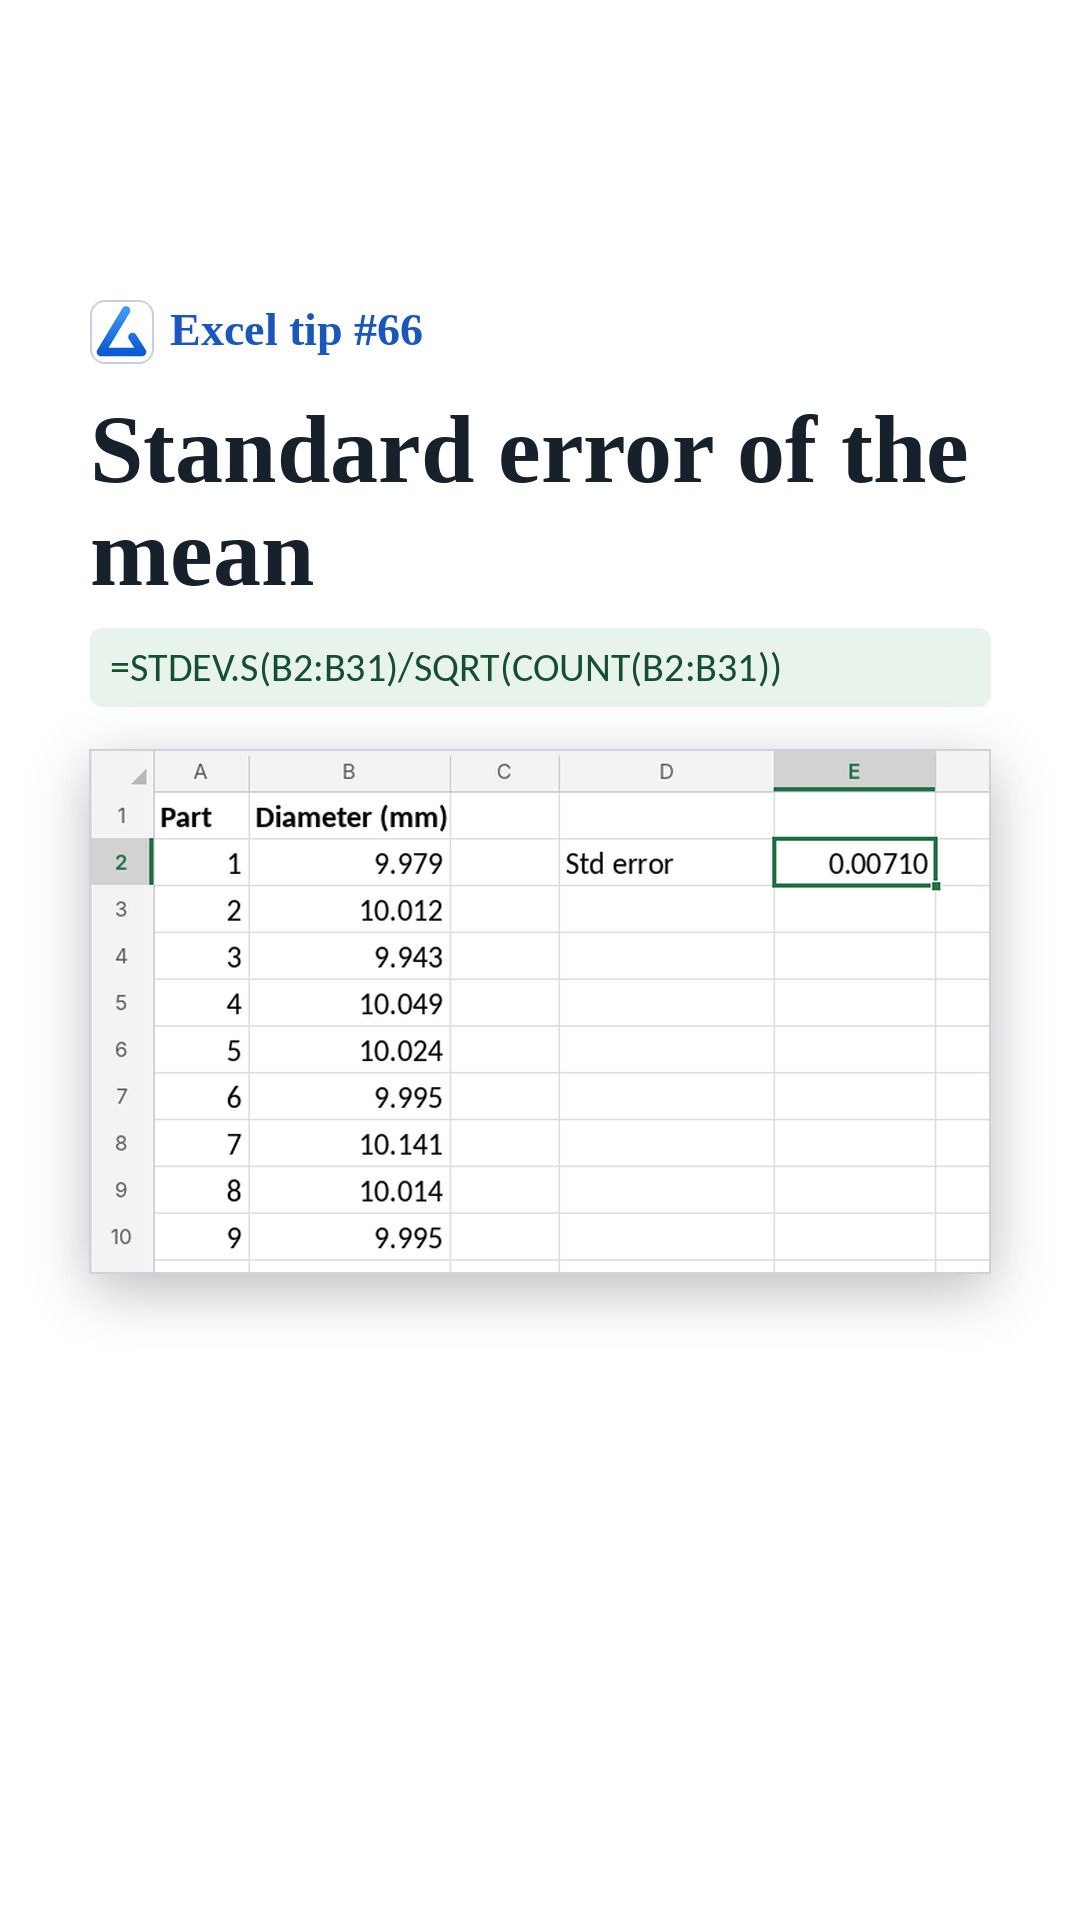 Excel tip #66
Standard error of the
mean
=STDEV.S(B2:B31)/SQRT(COUNT(B2:B31))
A B C D E
1 Part Diameter (mm)
2 1 9.979 Std error 0.00710
3 2 10.012
4 3 9.943
5 4 10.049
6 5 10.024
7 6 9.995
8 7 10.141
9 8 10.014
10 9 9.995